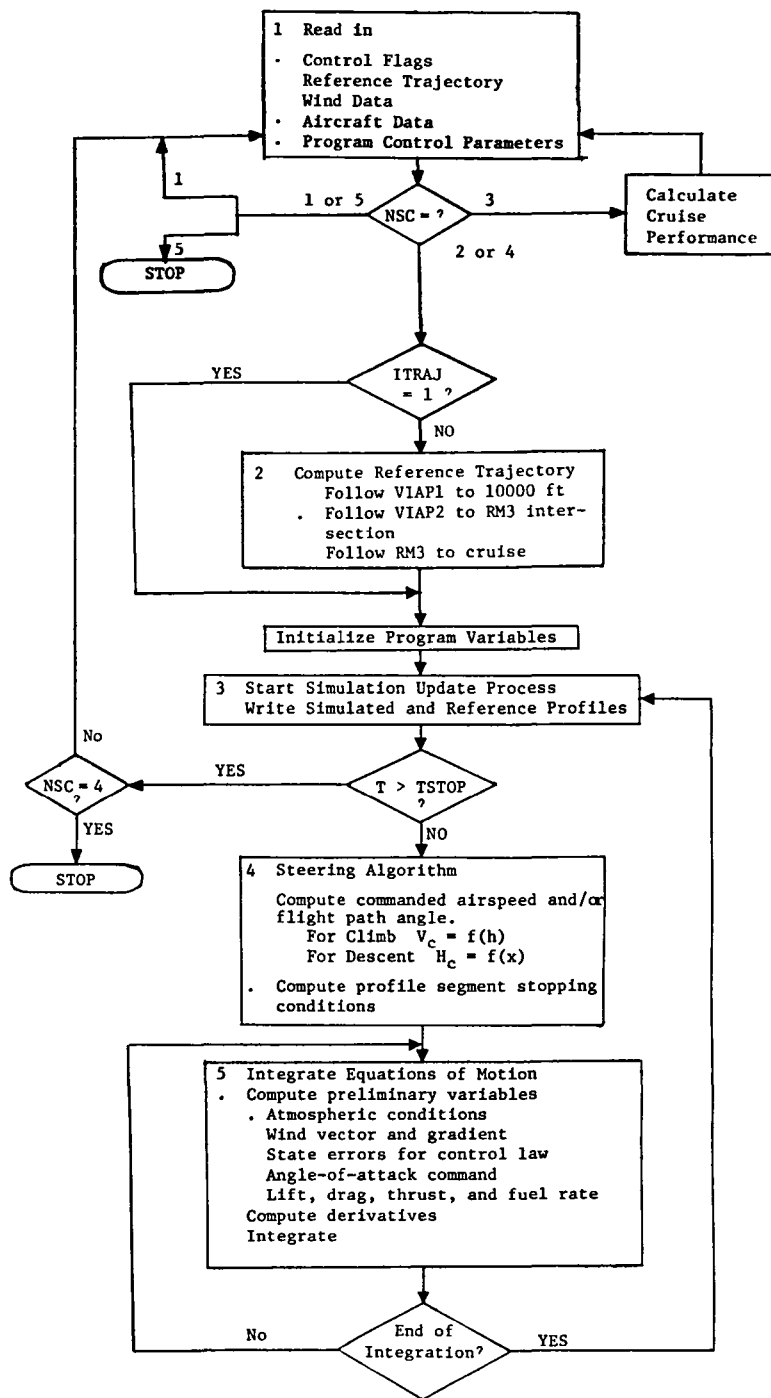 1 Read in
· Control Flags
Reference Trajectory
Wind Data
· Aircraft Data
· Program Control Parameters
1
1 or 5
NSC = ?
3
Calculate
Cruise
Performance
5
STOP
2 or 4
YES
ITRAJ
= 1 ?
NO
2 Compute Reference Trajectory
Follow VIAP1 to 10000 ft
. Follow VIAP2 to RM3 inter-
section
Follow RM3 to cruise
Initialize Program Variables
3 Start Simulation Update Process
Write Simulated and Reference Profiles
No
NSC = 4
?
YES
T > TSTOP
?
YES
STOP
NO
4 Steering Algorithm
Compute commanded airspeed and/or
flight path angle.
For Climb V_c = f(h)
For Descent H_c = f(x)
. Compute profile segment stopping
conditions
5 Integrate Equations of Motion
. Compute preliminary variables
. Atmospheric conditions
Wind vector and gradient
State errors for control law
Angle-of-attack command
Lift, drag, thrust, and fuel rate
Compute derivatives
Integrate
No
End of
Integration?
YES